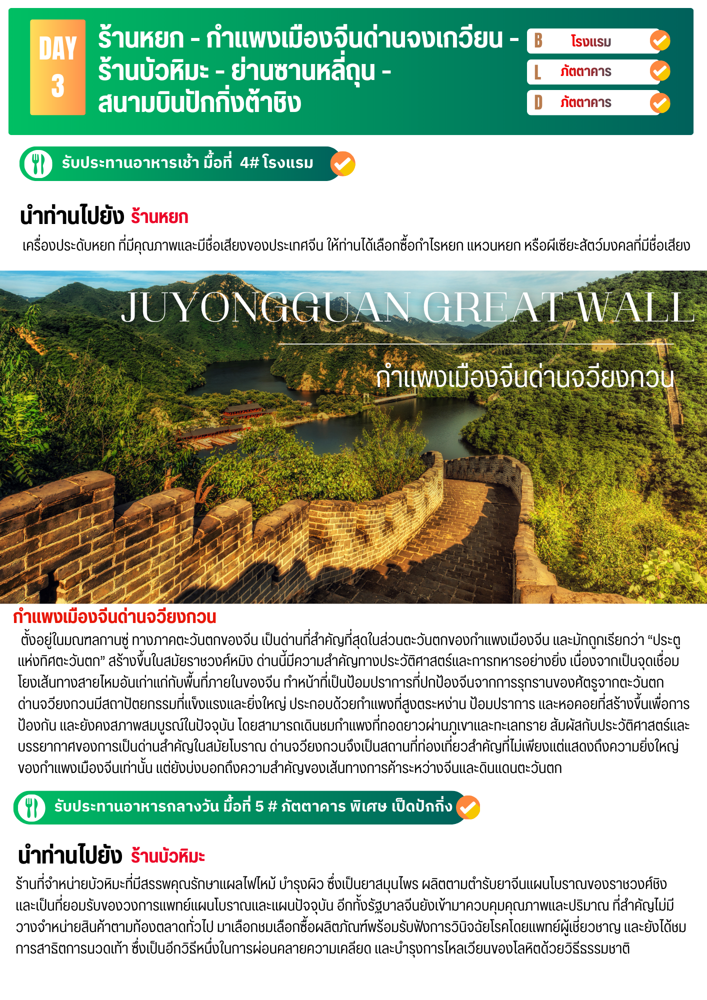 DAY
3
ร้านหยก - กำแพงเมืองจีนด่านจงเกวียน -
ร้านบัวหิมะ - ย่านซานหลี่ถุน -
สนามบินปักกิ่งต้าชิง
B โรงแรม
L ภัตตาคาร
D ภัตตาคาร
รับประทานอาหารเช้า มื้อที่ 4# โรงแรม
นำท่านไปยัง ร้านหยก
เครื่องประดับหยก ที่มีคุณภาพและมีชื่อเสียงของประเทศจีน ให้ท่านได้เลือกซื้อกำไรหยก แหวนหยก หรือผีเซียะสัตว์มงคลที่มีชื่อเสียง
JUYONGGUAN GREAT WALL
กำแพงเมืองจีนด่านจวียงกวน
กำแพงเมืองจีนด่านจวียงกวน
ตั้งอยู่ในมณฑลกานซู่ ทางภาคตะวันตกของจีน เป็นด่านที่สำคัญที่สุดในส่วนตะวันตกของกำแพงเมืองจีน และมักถูกเรียกว่า “ประตู
แห่งทิศตะวันตก” สร้างขึ้นในสมัยราชวงศ์หมิง ด่านนี้มีความสำคัญทางประวัติศาสตร์และการทหารอย่างยิ่ง เนื่องจากเป็นจุดเชื่อม
โยงเส้นทางสายไหมอันเก่าแก่กับพื้นที่ภายในของจีน ทำหน้าที่เป็นป้อมปราการที่ปกป้องจีนจากการรุกรานของศัตรูจากตะวันตก
ด่านจวียงกวนมีสถาปัตยกรรมที่แข็งแรงและยิ่งใหญ่ ประกอบด้วยกำแพงที่สูงตระหง่าน ป้อมปราการ และหอคอยที่สร้างขึ้นเพื่อการ
ป้องกัน และยังคงสภาพสมบูรณ์ในปัจจุบัน โดยสามารถเดินชมกำแพงที่ทอดยาวผ่านภูเขาและทะเลทราย สัมผัสกับประวัติศาสตร์และ
บรรยากาศของการเป็นด่านสำคัญในสมัยโบราณ ด่านจวียงกวนจึงเป็นสถานที่ท่องเที่ยวสำคัญที่ไม่เพียงแต่แสดงถึงความยิ่งใหญ่
ของกำแพงเมืองจีนเท่านั้น แต่ยังบ่งบอกถึงความสำคัญของเส้นทางการค้าระหว่างจีนและดินแดนตะวันตก
รับประทานอาหารกลางวัน มื้อที่ 5 # ภัตตาคาร พิเศษ เป็ดปักกิ่ง
นำท่านไปยัง ร้านบัวหิมะ
ร้านที่จำหน่ายบัวหิมะที่มีสรรพคุณรักษาแผลไฟไหม้ บำรุงผิว ซึ่งเป็นยาสมุนไพร ผลิตตามตำรับยาจีนแผนโบราณของราชวงศ์ชิง
และเป็นที่ยอมรับของวงการแพทย์แผนโบราณและแผนปัจจุบัน อีกทั้งรัฐบาลจีนยังเข้ามาควบคุมคุณภาพและปริมาณ ที่สำคัญไม่มี
วางจำหน่ายสินค้าตามท้องตลาดทั่วไป มาเลือกชมเลือกซื้อผลิตภัณฑ์พร้อมรับฟังการวินิจฉัยโรคโดยแพทย์ผู้เชี่ยวชาญ และยังได้ชม
การสาธิตการนวดเท้า ซึ่งเป็นอีกวิธีหนึ่งในการผ่อนคลายความเคลียด และบำรุงการไหลเวียนของโลหิตด้วยวิธีธรรมชาติ